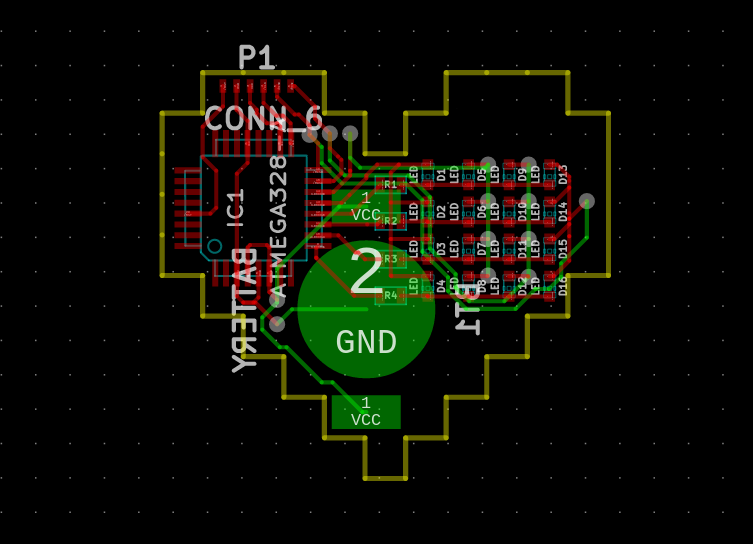 P1
CONN_6
IC1
ATMEGA328-A
R1
R2
R3
R4
1
VCC
2
GND
1
VCC
BATTERY
LED
D1
LED
D5
LED
D9
LED
D13
LED
D2
LED
D6
LED
D10
LED
D14
LED
D3
LED
D7
LED
D11
LED
D15
LED
D4
LED
D8
LED
D12
LED
D16